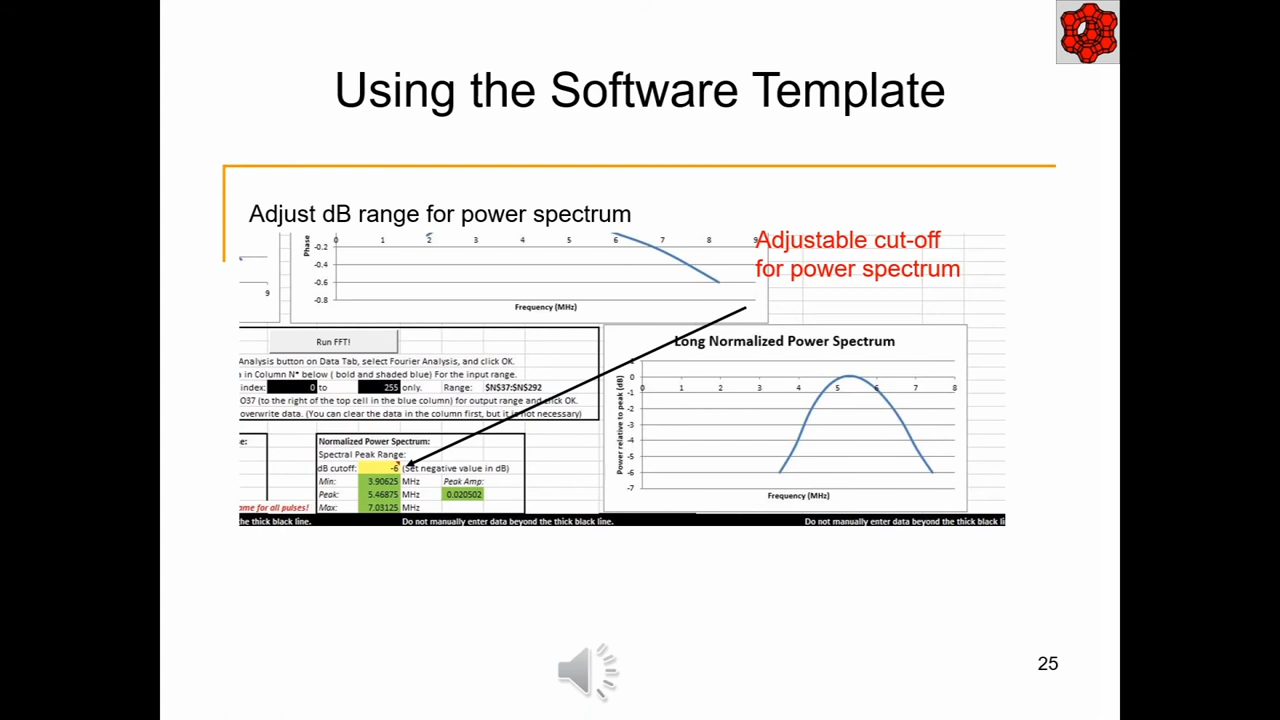 Using the Software Template
Adjust dB range for power spectrum
Adjustable cut-off
for power spectrum
Phase
0 1 2 3 4 5 6 7 8 9
-0.2
-0.4
-0.6
-0.8
Frequency (MHz)
9
Run FFT!
Analysis button on Data Tab, select Fourier Analysis, and click OK.
a in Column N* below ( bold and shaded blue) For the input range.
index: 0 to 255 only. Range: $N$37:$N$292
O37 (to the right of the top cell in the blue column) for output range and click OK.
overwrite data. (You can clear the data in the column first, but it is not necessary)
Normalized Power Spectrum:
Spectral Peak Range:
dB cutoff: -6 (Set negative value in dB)
Min: 3.90625 MHz Peak Amp:
Peak: 5.46875 MHz 0.020502
Max: 7.03125 MHz
ame for all pulses!
Long Normalized Power Spectrum
Power relative to peak (dB)
1
0
-1
-2
-3
-4
-5
-6
-7
0 1 2 3 4 5 6 7 8
Frequency (MHz)
the thick black line. Do not manually enter data beyond the thick black line. Do not manually enter data beyond the thick black li
25